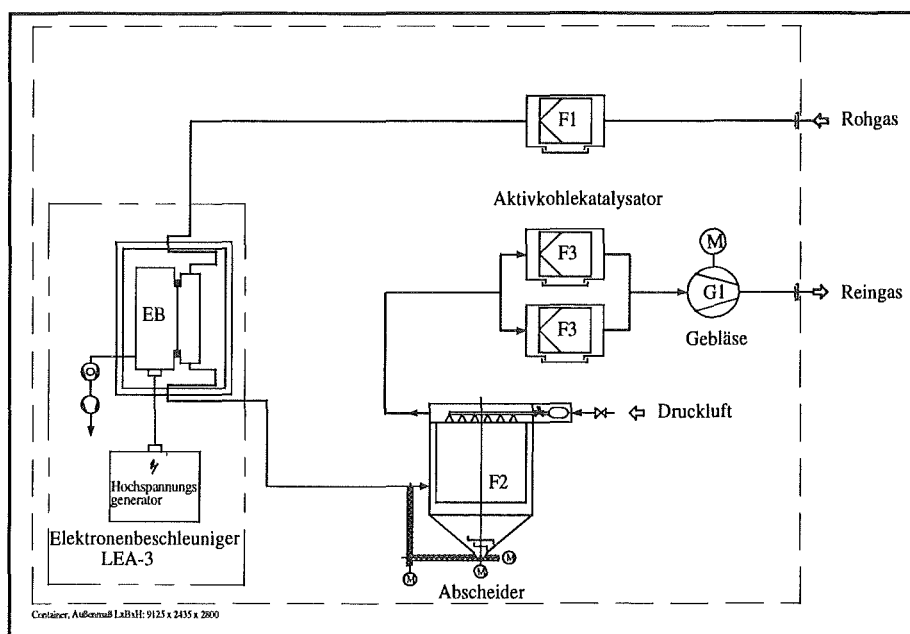 F1
Rohgas
Aktivkohlekatalysator
F3
M
G1
Reingas
F3
Gebläse
EB
Druckluft
F2
Hochspannungs
generator
Elektronenbeschleuniger
LEA-3
M
M
M
Abscheider
Container, Außenmaß LxBxH: 9125 x 2435 x 2800